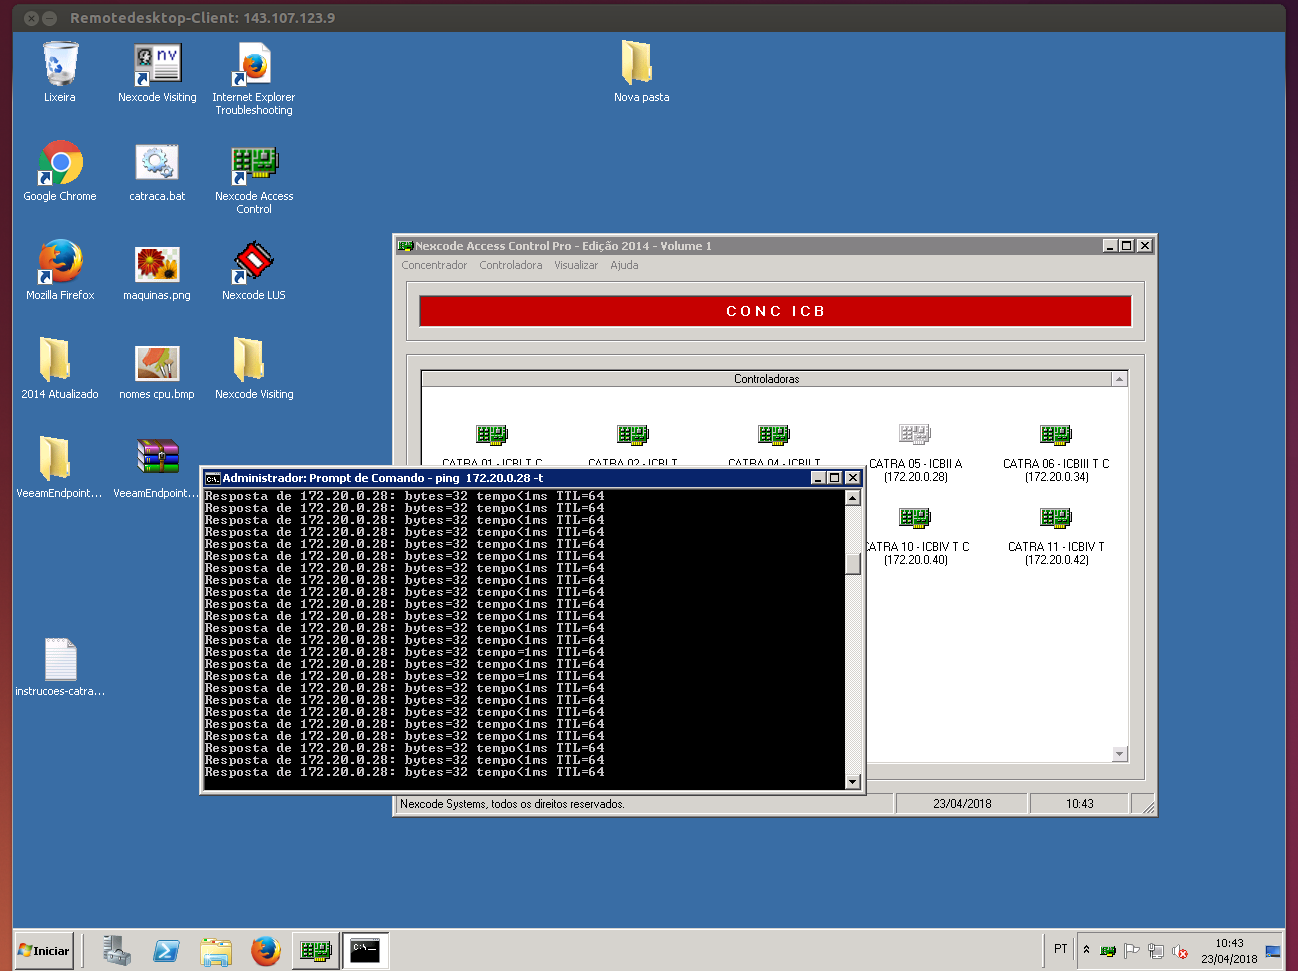 Remotedesktop-Client: 143.107.123.9
Lixeira
Nexcode Visiting
Internet Explorer
Troubleshooting
Nova pasta
Google Chrome
catraca.bat
Nexcode Access
Control
Mozilla Firefox
maquinas.png
Nexcode LUS
2014 Atualizado
nomes cpu.bmp
Nexcode Visiting
VeeamEndpoint...
VeeamEndpoint...
instrucoes-catra...
Nexcode Access Control Pro - Edição 2014 - Volume 1
Concentrador Controladora Visualizar Ajuda
CONC ICB
Controladoras
CATRA 01 - ICBI T C
CATRA 02 - ICBI T
CATRA 04 - ICBII T
CATRA 05 - ICBII A
(172.20.0.28)
CATRA 06 - ICBIII T C
(172.20.0.34)
CATRA 10 - ICBIV T C
(172.20.0.40)
CATRA 11 - ICBIV T
(172.20.0.42)
Administrador: Prompt de Comando - ping 172.20.0.28 -t
Resposta de 172.20.0.28: bytes=32 tempo<1ms TTL=64
Resposta de 172.20.0.28: bytes=32 tempo<1ms TTL=64
Resposta de 172.20.0.28: bytes=32 tempo<1ms TTL=64
Resposta de 172.20.0.28: bytes=32 tempo<1ms TTL=64
Resposta de 172.20.0.28: bytes=32 tempo<1ms TTL=64
Resposta de 172.20.0.28: bytes=32 tempo<1ms TTL=64
Resposta de 172.20.0.28: bytes=32 tempo<1ms TTL=64
Resposta de 172.20.0.28: bytes=32 tempo<1ms TTL=64
Resposta de 172.20.0.28: bytes=32 tempo<1ms TTL=64
Resposta de 172.20.0.28: bytes=32 tempo<1ms TTL=64
Resposta de 172.20.0.28: bytes=32 tempo<1ms TTL=64
Resposta de 172.20.0.28: bytes=32 tempo<1ms TTL=64
Resposta de 172.20.0.28: bytes=32 tempo<1ms TTL=64
Resposta de 172.20.0.28: bytes=32 tempo=1ms TTL=64
Resposta de 172.20.0.28: bytes=32 tempo<1ms TTL=64
Resposta de 172.20.0.28: bytes=32 tempo=1ms TTL=64
Resposta de 172.20.0.28: bytes=32 tempo<1ms TTL=64
Resposta de 172.20.0.28: bytes=32 tempo<1ms TTL=64
Resposta de 172.20.0.28: bytes=32 tempo<1ms TTL=64
Resposta de 172.20.0.28: bytes=32 tempo<1ms TTL=64
Resposta de 172.20.0.28: bytes=32 tempo<1ms TTL=64
Resposta de 172.20.0.28: bytes=32 tempo<1ms TTL=64
Resposta de 172.20.0.28: bytes=32 tempo<1ms TTL=64
Resposta de 172.20.0.28: bytes=32 tempo<1ms TTL=64
Nexcode Systems, todos os direitos reservados.
23/04/2018
10:43
Iniciar
PT
10:43
23/04/2018